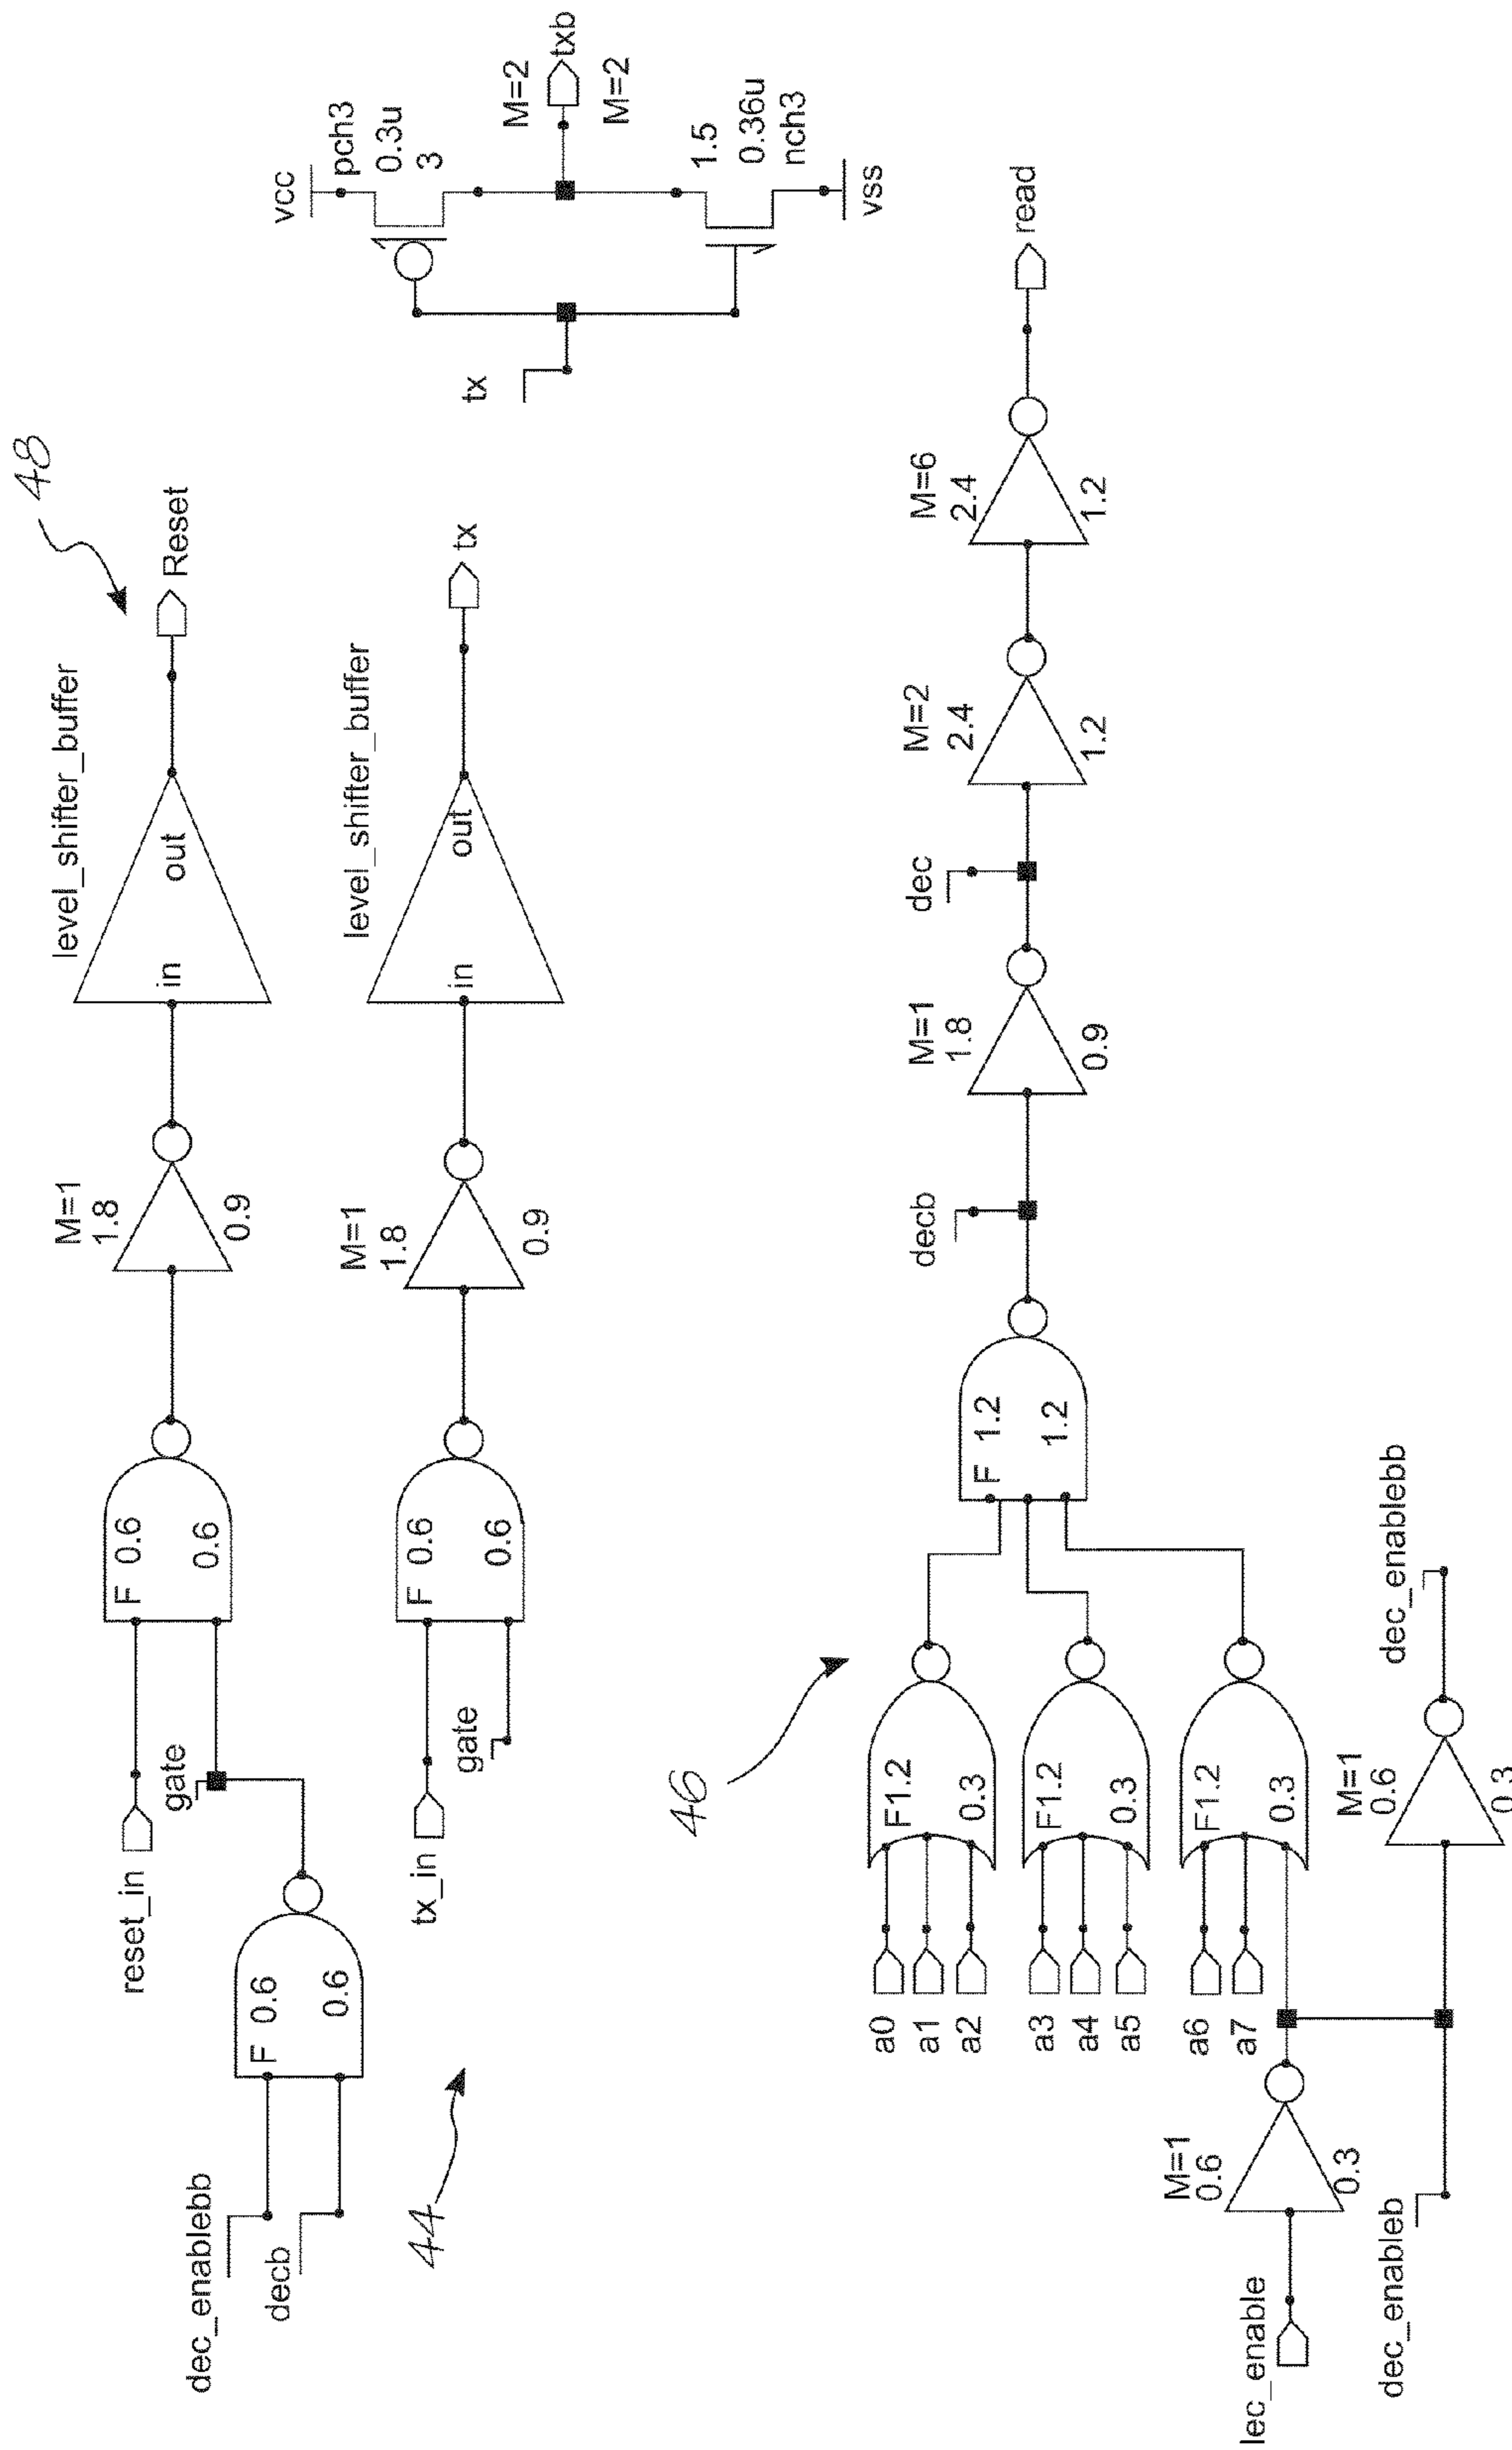 48
level_shifter_buffer
M=1
1.8
F 0.6
0.6
0.9
in
out
Reset
reset_in
gate
dec_enablebb
decb
F 0.6
0.6
44
level_shifter_buffer
M=1
1.8
F 0.6
0.6
0.9
in
out
tx
tx_in
gate
vcc
pch3
0.3u
3
M=2
txb
M=2
1.5
0.36u
nch3
vss
tx
46
a0
a1
a2
F1.2
0.3
a3
a4
a5
F1.2
0.3
a6
a7
F1.2
0.3
F 1.2
1.2
decb
M=1
1.8
0.9
dec
M=2
2.4
1.2
M=6
2.4
1.2
read
lec_enable
M=1
0.6
0.3
dec_enableb
M=1
0.6
0.3
dec_enablebb